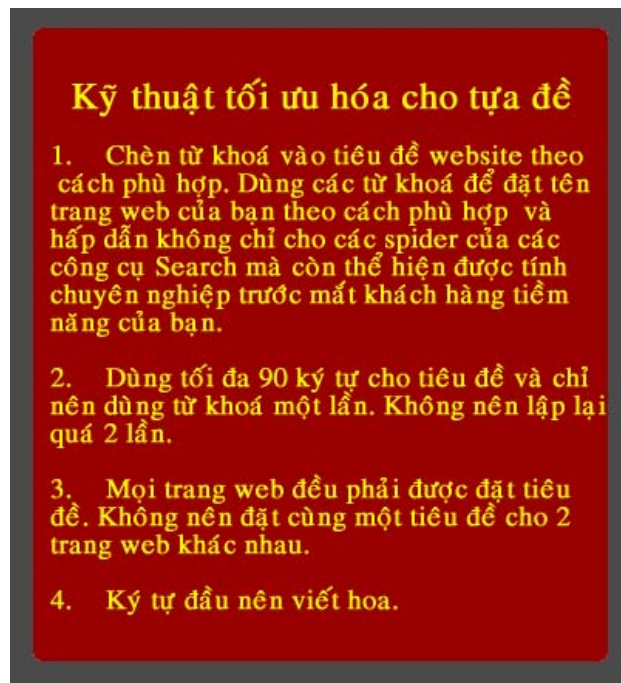 Kỹ thuật tối ưu hóa cho tựa đề
1. Chèn từ khoá vào tiêu đề website theo
cách phù hợp. Dùng các từ khoá để đặt tên
trang web của bạn theo cách phù hợp và
hấp dẫn không chỉ cho các spider của các
công cụ Search mà còn thể hiện được tính
chuyên nghiệp trước mắt khách hàng tiềm
năng của bạn.
2. Dùng tối đa 90 ký tự cho tiêu đề và chỉ
nên dùng từ khoá một lần. Không nên lập lại
quá 2 lần.
3. Mọi trang web đều phải được đặt tiêu
đề. Không nên đặt cùng một tiêu đề cho 2
trang web khác nhau.
4. Ký tự đầu nên viết hoa.